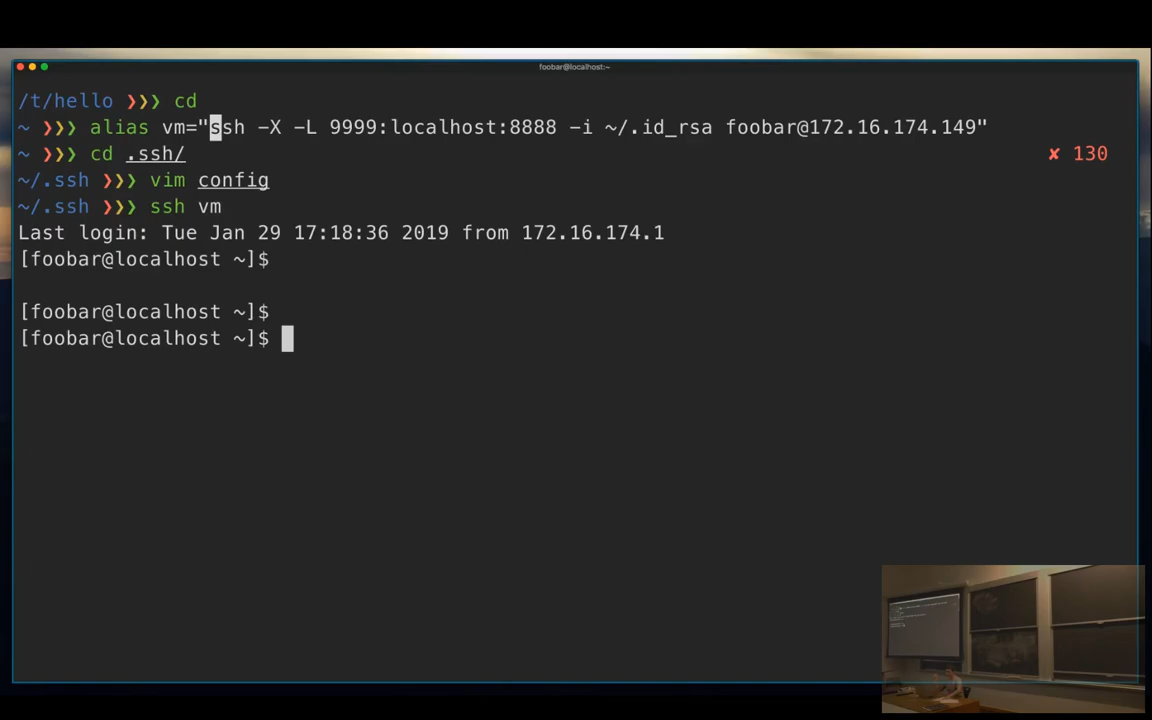 foobar@localhost:~
/t/hello ❯❯❯ cd
~ ❯❯❯ alias vm="ssh -X -L 9999:localhost:8888 -i ~/.id_rsa foobar@172.16.174.149"
~ ❯❯❯ cd .ssh/ ✘ 130
~/.ssh ❯❯❯ vim config
~/.ssh ❯❯❯ ssh vm
Last login: Tue Jan 29 17:18:36 2019 from 172.16.174.1
[foobar@localhost ~]$
[foobar@localhost ~]$
[foobar@localhost ~]$